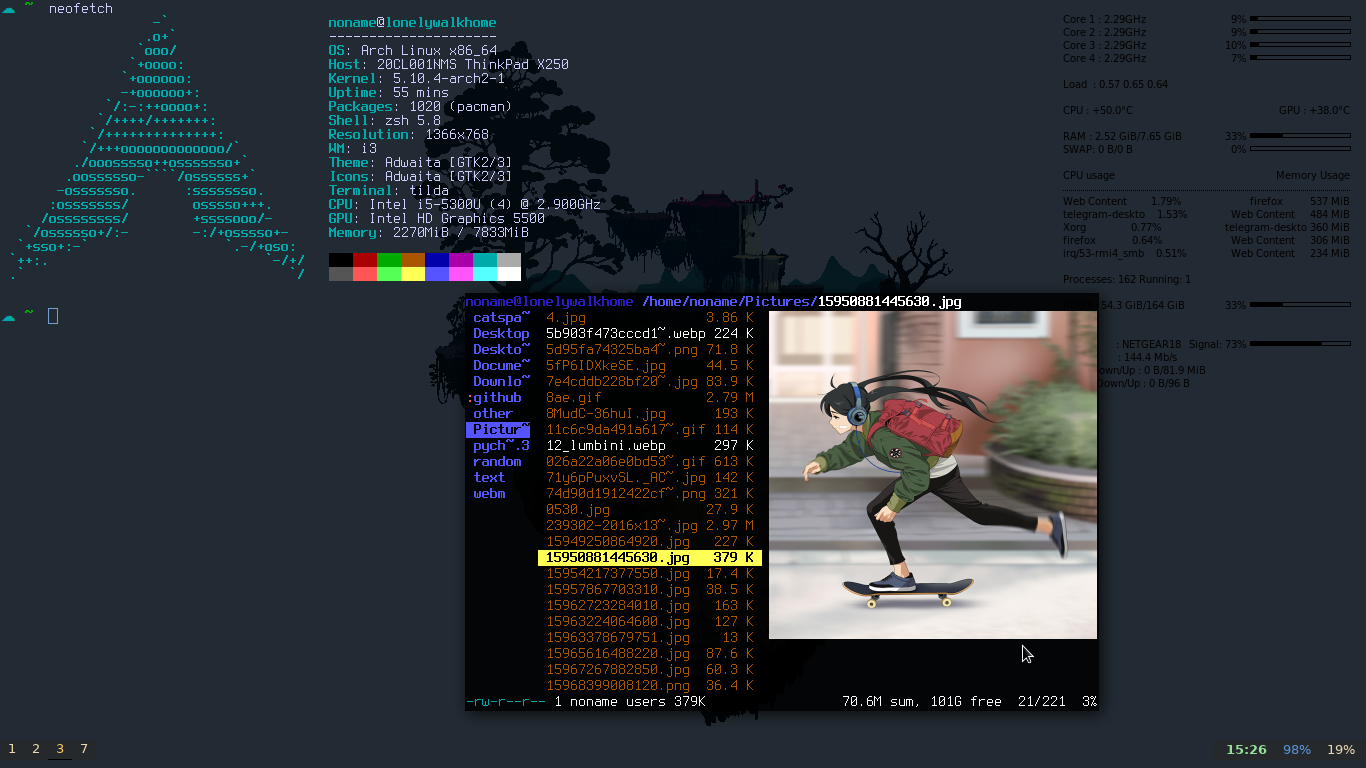 ☁ ~ neofetch
-`
.o+`
`ooo/
`+oooo:
`+oooooo:
-+oooooo+:
`/:-:++oooo+:
`/++++/+++++++:
`/++++++++++++++:
`/+++ooooooooooooo/`
./ooosssso++osssssso+`
.oossssso-````/ossssss+`
-osssssso. :ssssssso.
:osssssss/ osssso+++.
/ossssssss/ +ssssooo/-
`/ossssso+/:- -:/+osssso+-
`+sso+:-` `.-/+oso:
`++:. `-/+/
.` `/
noname@lonelywalkhome
---------------------
OS: Arch Linux x86_64
Host: 20CL001NMS ThinkPad X250
Kernel: 5.10.4-arch2-1
Uptime: 55 mins
Packages: 1020 (pacman)
Shell: zsh 5.8
Resolution: 1366x768
WM: i3
Theme: Adwaita [GTK2/3]
Icons: Adwaita [GTK2/3]
Terminal: tilda
CPU: Intel i5-5300U (4) @ 2.900GHz
GPU: Intel HD Graphics 5500
Memory: 2270MiB / 7833MiB
☁ ~
Core 1 : 2.29GHz 9%
Core 2 : 2.29GHz 9%
Core 3 : 2.29GHz 10%
Core 4 : 2.29GHz 7%
Load : 0.57 0.65 0.64
CPU : +50.0°C GPU : +38.0°C
RAM : 2.52 GiB/7.65 GiB 33%
SWAP: 0 B/0 B 0%
CPU usage Memory Usage
Web Content 1.79% firefox 537 MiB
telegram-deskto 1.53% Web Content 484 MiB
Xorg 0.77% telegram-deskto 360 MiB
firefox 0.64% Web Content 306 MiB
irq/53-rmi4_smb 0.51% Web Content 234 MiB
Processes: 162 Running: 1
54.3 GiB/164 GiB 33%
: NETGEAR18 Signal: 73%
: 144.4 Mb/s
own/Up : 0 B/81.9 MiB
Down/Up : 0 B/96 B
noname@lonelywalkhome /home/noname/Pictures/15950881445630.jpg
catspa~ 4.jpg 3.86 K
Desktop 5b903f473cccd1~.webp 224 K
Deskto~ 5d95fa74325ba4~.png 71.8 K
Docume~ 5fP6IDXkeSE.jpg 44.5 K
Downlo~ 7e4cddb228bf20~.jpg 83.9 K
:github 8ae.gif 2.79 M
other 8MudC-36huI.jpg 193 K
Pictur~ 11c6c9da491a617~.gif 114 K
pych~.3 12_lumbini.webp 297 K
random 026a22a06e0bd53~.gif 613 K
text 71y6pPuxvSL._AC~.jpg 142 K
webm 74d90d1912422cf~.png 321 K
0530.jpg 27.9 K
239302-2016x13~.jpg 2.97 M
15949250864920.jpg 227 K
15950881445630.jpg 379 K
15954217377550.jpg 17.4 K
15957867703310.jpg 38.5 K
15962723284010.jpg 163 K
15963224064600.jpg 127 K
15963378679751.jpg 13 K
15965616488220.jpg 87.6 K
15967267882850.jpg 60.3 K
15968399008120.png 36.4 K
-rw-r--r-- 1 noname users 379K 70.6M sum, 101G free 21/221 3%
1 2 3 7
15:26 98% 19%